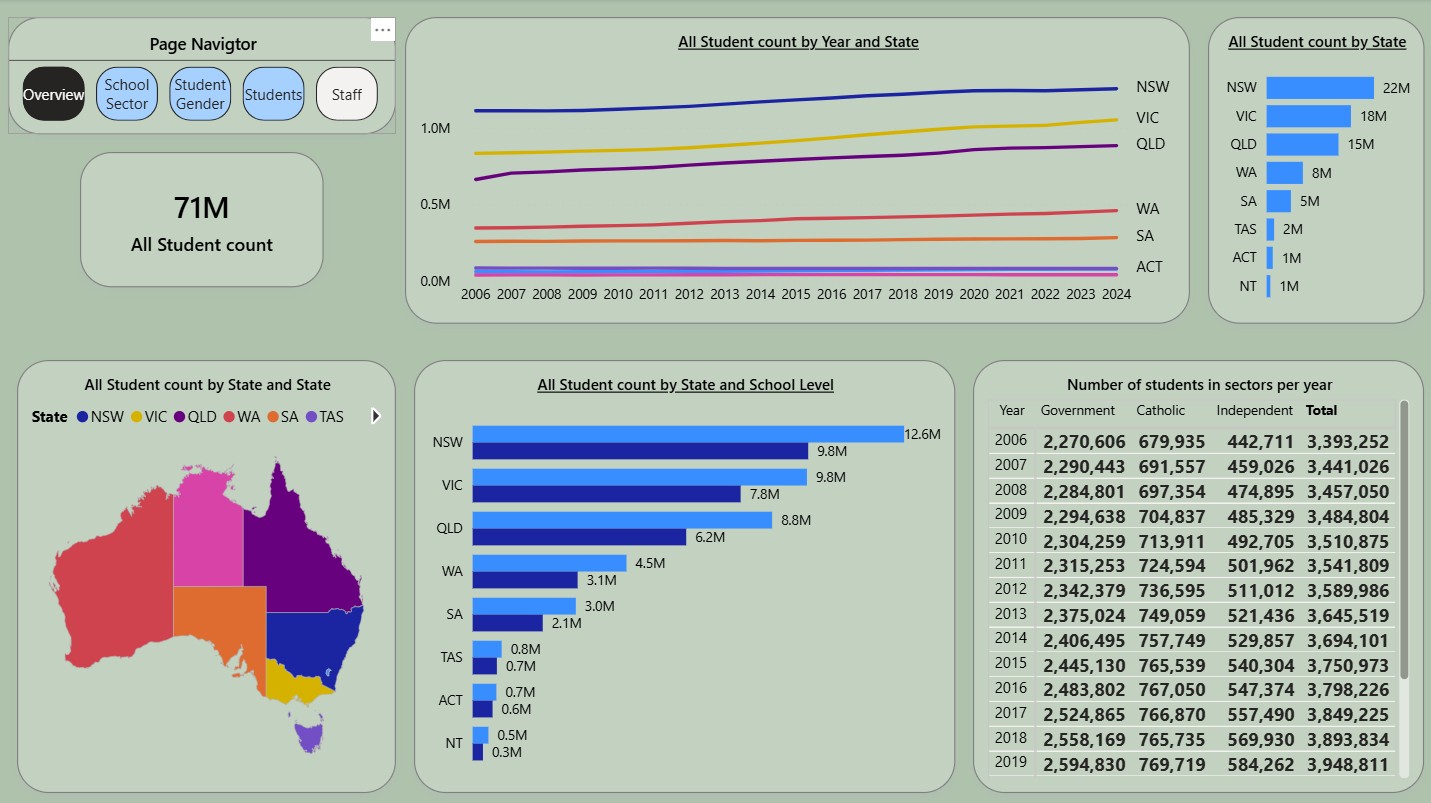 Page Navigtor
Overview
School
Sector
Student
Gender
Students
Staff
71M
All Student count
All Student count by Year and State
1.0M
0.5M
0.0M
NSW
VIC
QLD
WA
SA
ACT
2006 2007 2008 2009 2010 2011 2012 2013 2014 2015 2016 2017 2018 2019 2020 2021 2022 2023 2024
All Student count by State
NSW 22M
VIC 18M
QLD 15M
WA 8M
SA 5M
TAS 2M
ACT 1M
NT 1M
All Student count by State and State
State NSW VIC QLD WA SA TAS
All Student count by State and School Level
NSW 12.6M
9.8M
VIC 9.8M
7.8M
QLD 8.8M
6.2M
WA 4.5M
3.1M
SA 3.0M
2.1M
TAS 0.8M
0.7M
ACT 0.7M
0.6M
NT 0.5M
0.3M
Number of students in sectors per year
Year Government Catholic Independent Total
2006 2,270,606 679,935 442,711 3,393,252
2007 2,290,443 691,557 459,026 3,441,026
2008 2,284,801 697,354 474,895 3,457,050
2009 2,294,638 704,837 485,329 3,484,804
2010 2,304,259 713,911 492,705 3,510,875
2011 2,315,253 724,594 501,962 3,541,809
2012 2,342,379 736,595 511,012 3,589,986
2013 2,375,024 749,059 521,436 3,645,519
2014 2,406,495 757,749 529,857 3,694,101
2015 2,445,130 765,539 540,304 3,750,973
2016 2,483,802 767,050 547,374 3,798,226
2017 2,524,865 766,870 557,490 3,849,225
2018 2,558,169 765,735 569,930 3,893,834
2019 2,594,830 769,719 584,262 3,948,811